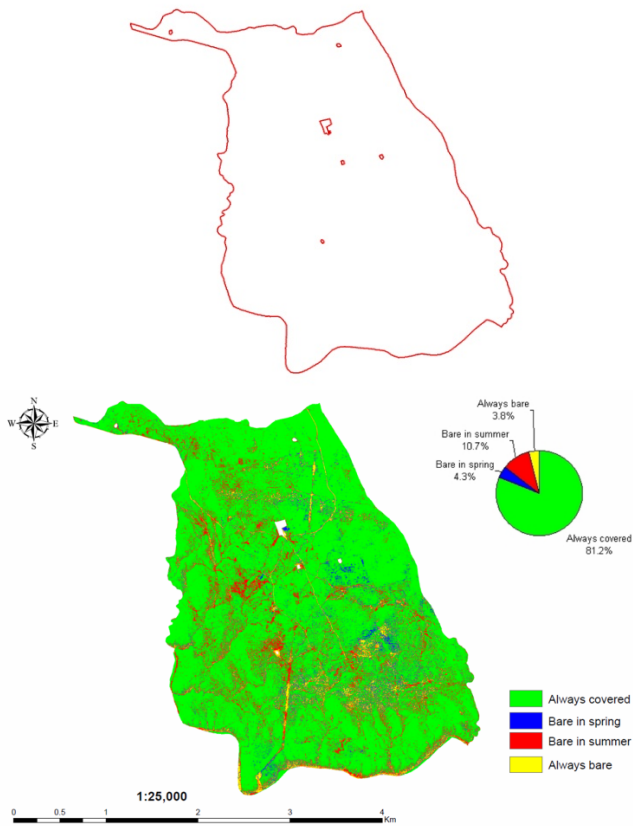 N
W E
S
Always bare
3.8%
Bare in summer
10.7%
Bare in spring
4.3%
Always covered
81.2%
Always covered
Bare in spring
Bare in summer
Always bare
1:25,000
0 0.5 1 2 3 4
Km